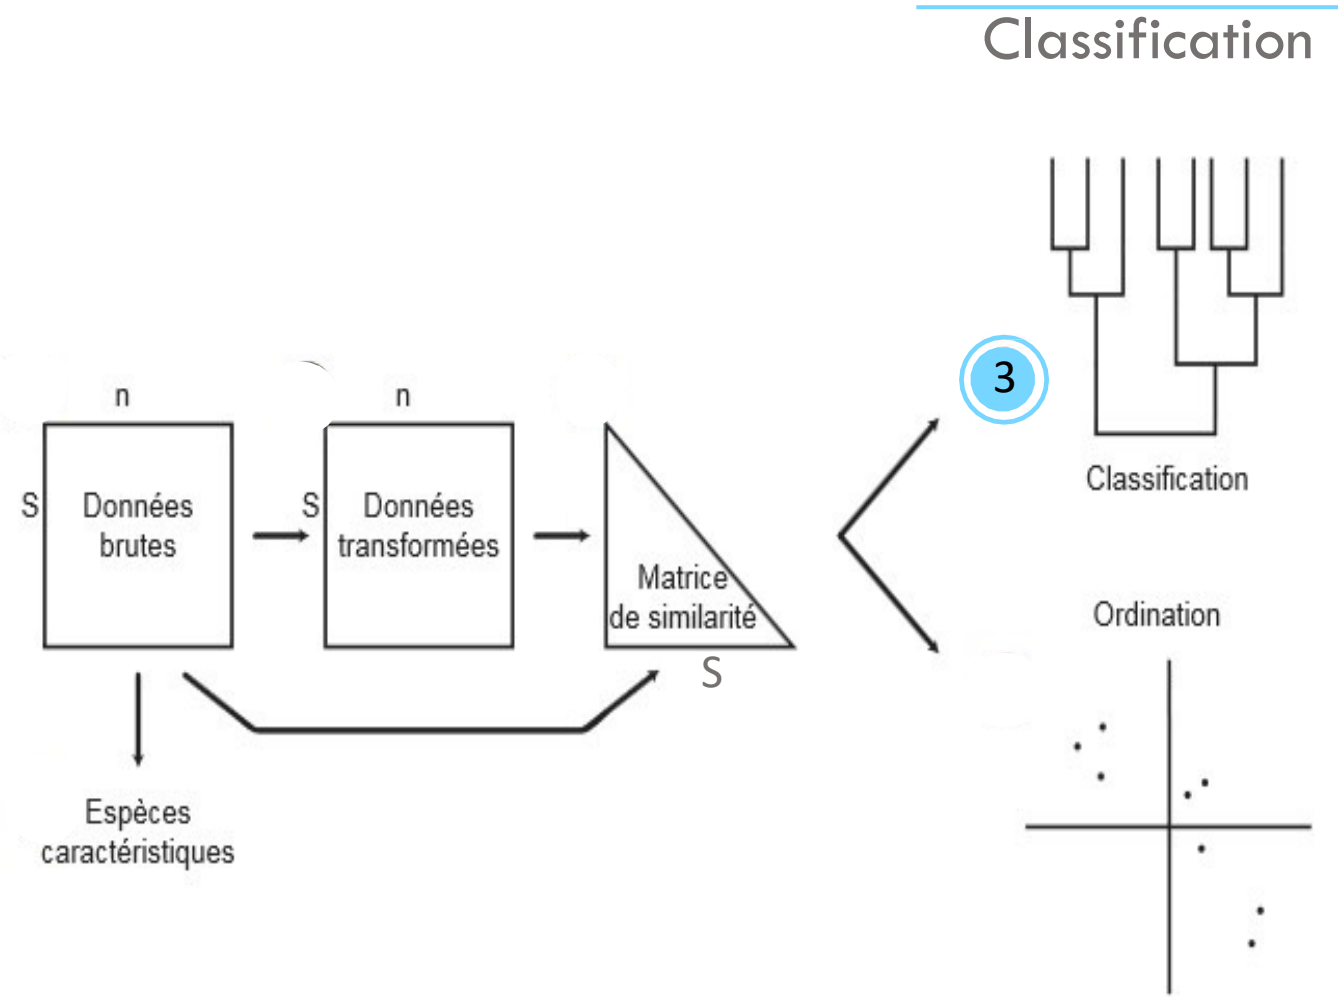 Classification
3
n
n
S
Données
brutes
S
Données
transformées
Matrice
de similarité
S
Classification
Ordination
Espèces
caractéristiques